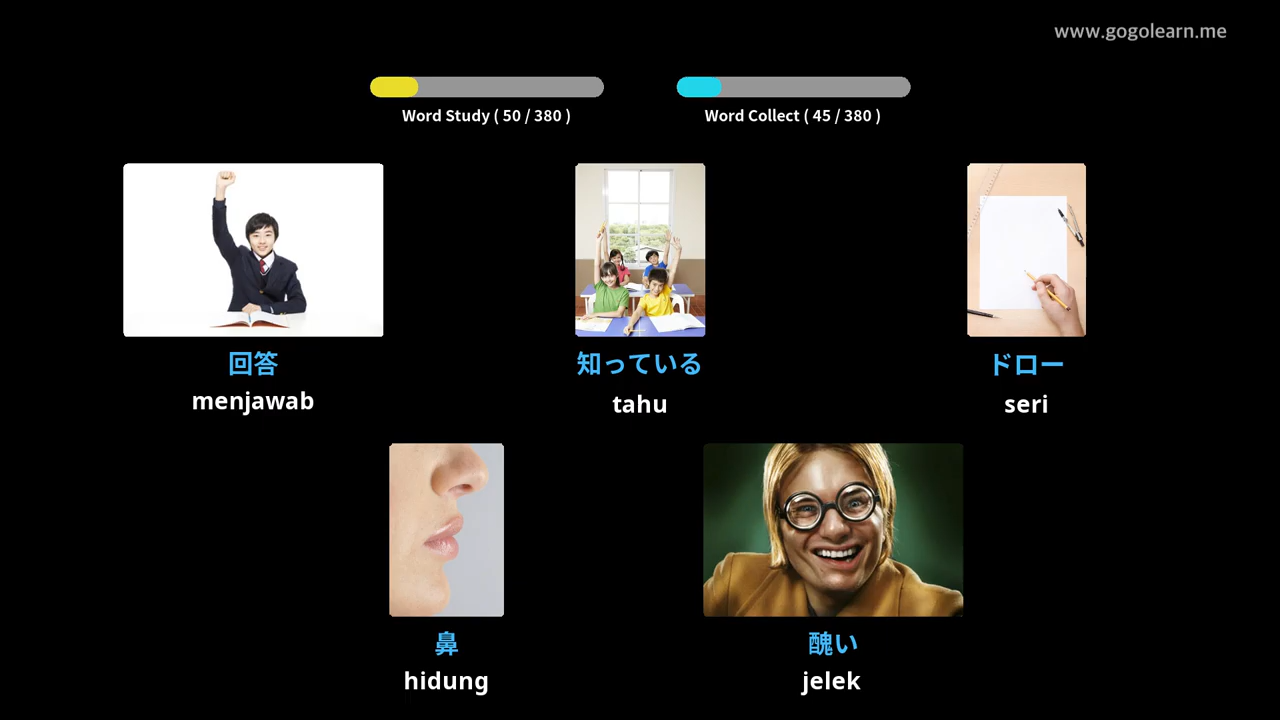 www.gogolearn.me
Word Study ( 50 / 380 )
Word Collect ( 45 / 380 )
回答
menjawab
知っている
tahu
ドロー
seri
鼻
hidung
醜い
jelek